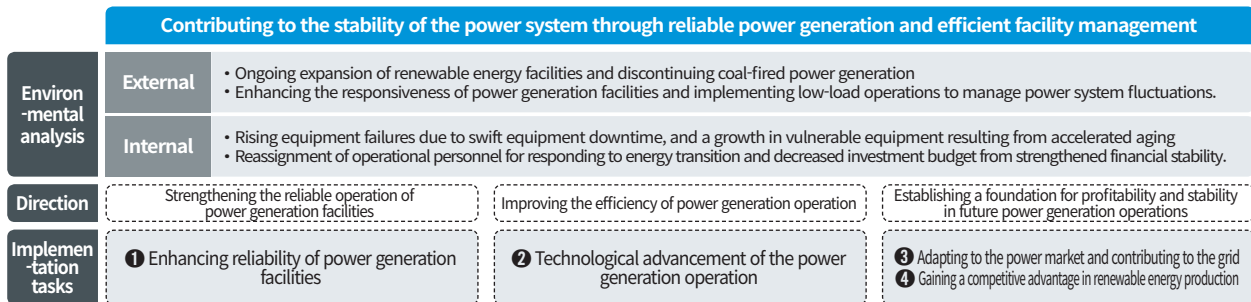 Contributing to the stability of the power system through reliable power generation and efficient facility management
Environ
-mental
analysis
External
• Ongoing expansion of renewable energy facilities and discontinuing coal-fired power generation
• Enhancing the responsiveness of power generation facilities and implementing low-load operations to manage power system fluctuations.
Internal
• Rising equipment failures due to swift equipment downtime, and a growth in vulnerable equipment resulting from accelerated aging
• Reassignment of operational personnel for responding to energy transition and decreased investment budget from strengthened financial stability.
Direction
Strengthening the reliable operation of
power generation facilities
Improving the efficiency of power generation operation
Establishing a foundation for profitability and stability
in future power generation operations
Implemen
-tation
tasks
❶ Enhancing reliability of power generation
facilities
❷ Technological advancement of the power
generation operation
❸ Adapting to the power market and contributing to the grid
❹ Gaining a competitive advantage in renewable energy production